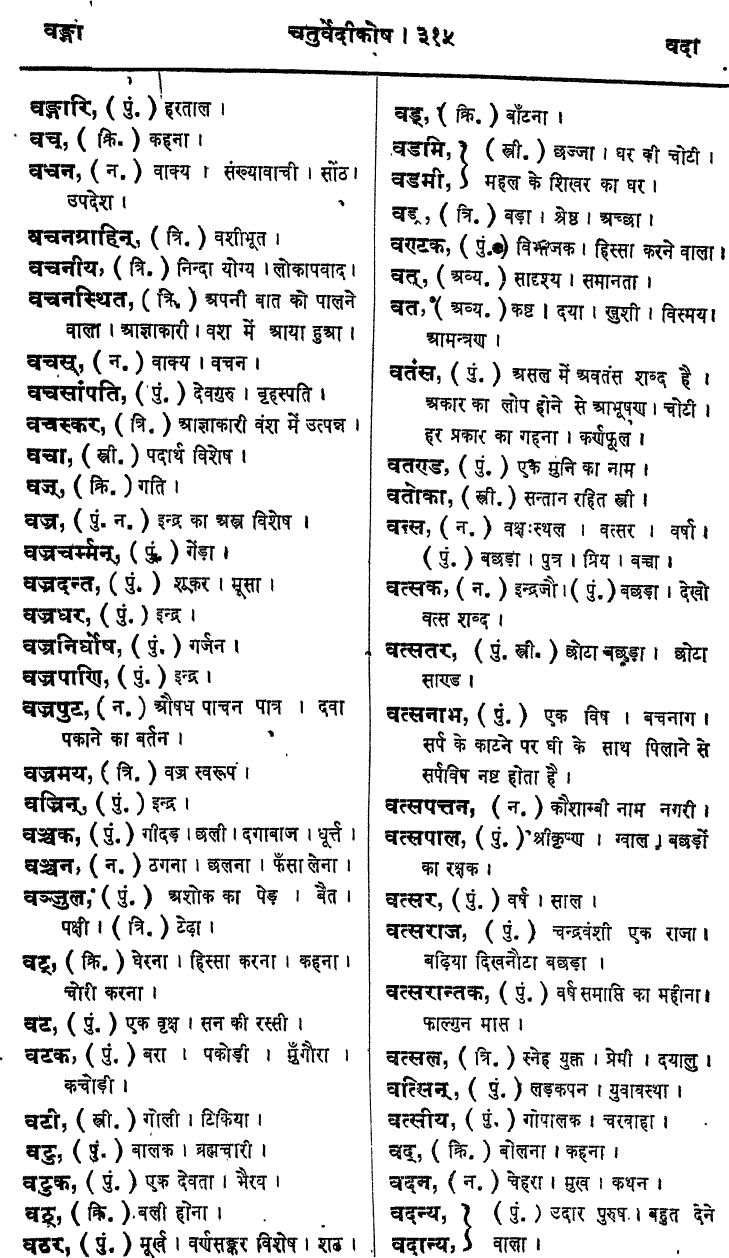 वङ्गा
चतुर्वेदीकोष । ३१५
वदा
वङ्गारि, ( पुं. ) हरताल ।
वच्, ( क्रि. ) कहना ।
वचन, ( न. ) वाक्य । संख्यावाची । सोंठ।
उपदेश ।
वचनग्राहिन्, ( त्रि. ) वशीभूत ।
वचनीय, ( त्रि. ) निन्दा योग्य । लोकापवाद ।
वचनस्थित, ( त्रि. ) अपनी बात को पालने
वाला । आज्ञाकारी । वश में आया हुआ ।
वचस्, ( न. ) वाक्य । वचन ।
वचसांपति, ( पुं. ) देवगुरु । बृहस्पति ।
वचस्कर, ( त्रि. ) आज्ञाकारी वंश में उत्पन्न ।
वचा, ( स्त्री. ) पदार्थ विशेष ।
वज्, ( क्रि. ) गति ।
वज्र, ( पुं. न. ) इन्द्र का अस्त्र विशेष ।
वज्रचर्म्मन्, ( पुं. ) गेंड़ा ।
वज्रदन्त, ( पुं. ) शूकर । मूसा ।
वज्रधर, ( पुं. ) इन्द्र ।
वज्रनिर्घोष, ( पुं. ) गर्जन ।
वज्रपाणि, ( पुं. ) इन्द्र ।
वज्रपुट, ( न. ) औषध पाचन पात्र । दवा
पकाने का बर्तन ।
वज्रमय, ( त्रि. ) वज्र स्वरूप ।
वज्रिन्, ( पुं. ) इन्द्र ।
वञ्चक, ( पुं. ) गीदड़ । छली । दगाबाज । धूर्त्त ।
वञ्चन, ( न. ) ठगना । छलना । फँसा लेना ।
वञ्जुल, ( पुं. ) अशोक का पेड़ । बैत ।
पक्षी । ( त्रि. ) टेढ़ा ।
वट्, ( क्रि. ) घेरना । हिस्सा करना । कहना ।
चोरी करना ।
वट, ( पुं. ) एक वृक्ष । सन की रस्सी ।
वटक, ( पुं. ) बरा । पकोड़ी । मुँगौरा ।
कचोड़ी ।
वटी, ( स्त्री. ) गोली । टिकिया ।
वटु, ( पुं. ) बालक । ब्रह्मचारी ।
वटुक, ( पुं. ) एक देवता । भैरव ।
वठ्, ( क्रि. ) बली होना ।
वठर, ( पुं. ) मूर्ख । वर्णसङ्कर विशेष । शठ ।
वड्, ( क्रि. ) बाँटना ।
वडभि, } ( स्त्री. ) छज्जा । घर की चोटी ।
वडभी, } महल के शिखर का घर ।
वड्र, ( त्रि. ) बड़ा । श्रेष्ठ । अच्छा ।
वण्टक, ( पुं. ) विभाजक । हिस्सा करने वाला ।
वत्, ( अव्य. ) सादृश्य । समानता ।
वत, ( अव्य. ) कष्ट । दया । खुशी । विस्मय।
आमन्त्रण ।
वतंस, ( पुं. ) असल में अवतंस शब्द है ।
अकार का लोप होने से आभूषण । चोटी ।
हर प्रकार का गहना । कर्णफूल ।
वतण्ड, ( पुं. ) एक मुनि का नाम ।
वतोका, ( स्त्री. ) सन्तान रहित स्त्री ।
वत्स, ( न. ) वक्षःस्थल । वत्सर । वर्षा ।
( पुं. ) बछड़ा । पुत्र । प्रिय । बच्चा ।
वत्सक, ( न. ) इन्द्रजौ । ( पुं. ) बछड़ा । देखो
वत्स शब्द ।
वत्सतर, ( पुं. स्त्री. ) छोटा बछड़ा । छोटा
साण्ड ।
वत्सनाभ, ( पुं. ) एक विष । बचनाग ।
सर्प के काटने पर घी के साथ पिलाने से
सर्पविष नष्ट होता है ।
वत्सपत्तन, ( न. ) कौशाम्बी नाम नगरी ।
वत्सपाल, ( पुं. ) श्रीकृष्ण । ग्वाल । बछड़ों
का रक्षक ।
वत्सर, ( पुं. ) वर्ष । साल ।
वत्सराज, ( पुं. ) चन्द्रवंशी एक राजा ।
बढ़िया दिखनौटा बछड़ा ।
वत्सरान्तक, ( पुं. ) वर्ष समाप्ति का महीना।
फाल्गुन मास ।
वत्सल, ( त्रि. ) स्नेह युक्त । प्रेमी । दयालु ।
वत्सिन्, ( पुं. ) लड़कपन । युवावस्था ।
वत्सीय, ( पुं. ) गोपालक । चरवाहा ।
वद्, ( क्रि. ) बोलना । कहना ।
वदन, ( न. ) चेहरा । मुख । कथन ।
वदन्य, } ( पुं. ) उदार पुरुष । बहुत देने
वदान्य, } वाला ।